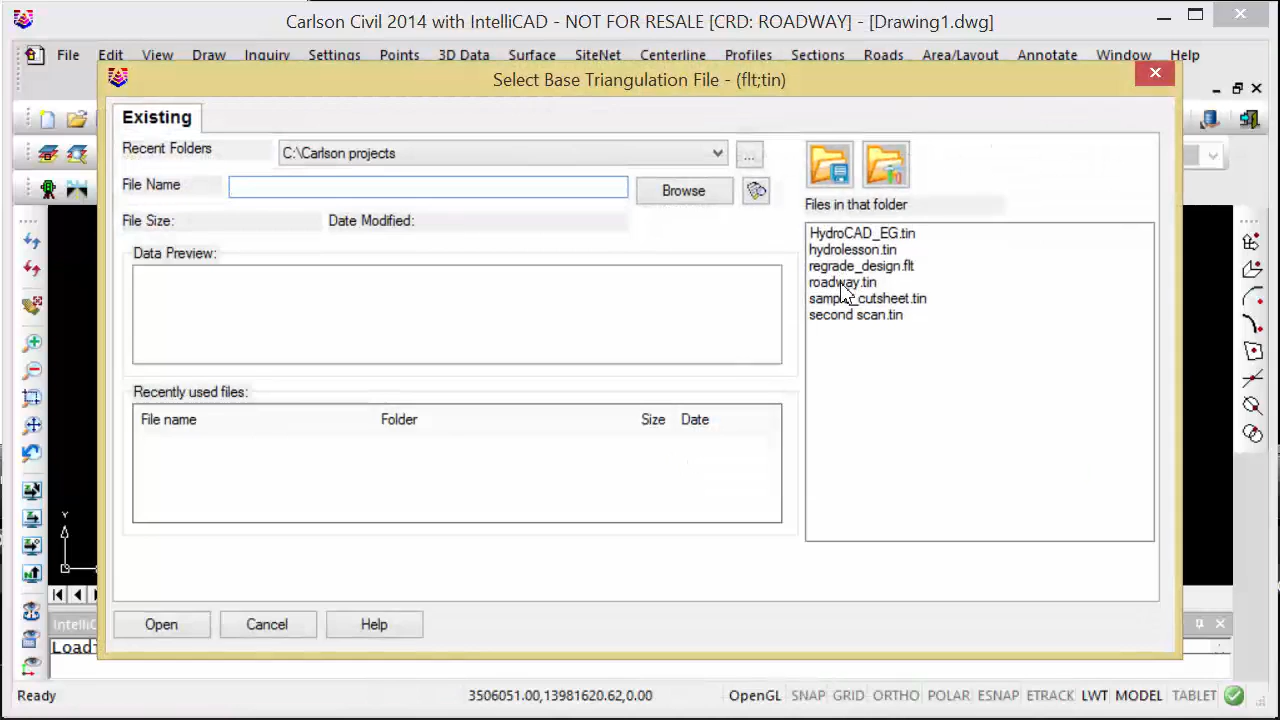 Carlson Civil 2014 with IntelliCAD - NOT FOR RESALE [CRD: ROADWAY] - [Drawing1.dwg]
File Edit View Draw Inquiry Settings Points 3D Data Surface SiteNet Centerline Profiles Sections Roads Area/Layout Annotate Window Help
Select Base Triangulation File - (flt;tin)
Existing
Recent Folders C:\Carlson projects ...
File Name Browse
File Size: Date Modified:
Data Preview:
Recently used files:
File name Folder Size Date
Files in that folder
HydroCAD_EG.tin
hydrolesson.tin
regrade_design.flt
roadway.tin
sample_cutsheet.tin
second scan.tin
Open Cancel Help
Y
IntelliC
Loadi
Ready 3506051.00,13981620.62,0.00 OpenGL SNAP GRID ORTHO POLAR ESNAP ETRACK LWT MODEL TABLET